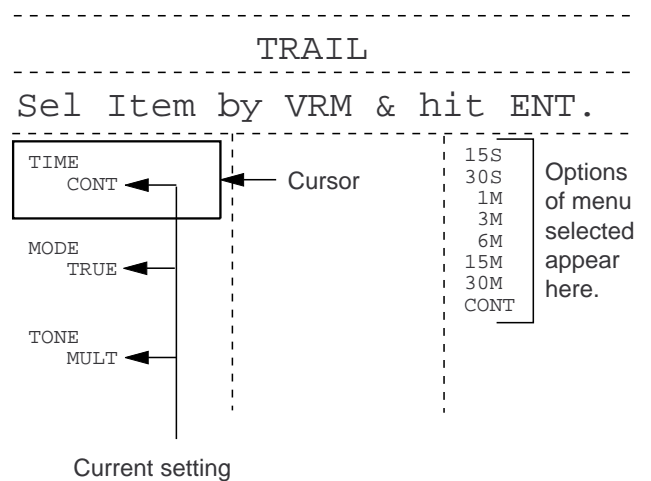 TRAIL
Sel Item by VRM & hit ENT.
TIME
CONT
Cursor
MODE
TRUE
TONE
MULT
15S
30S
1M
3M
6M
15M
30M
CONT
Options
of menu
selected
appear
here.
Current setting